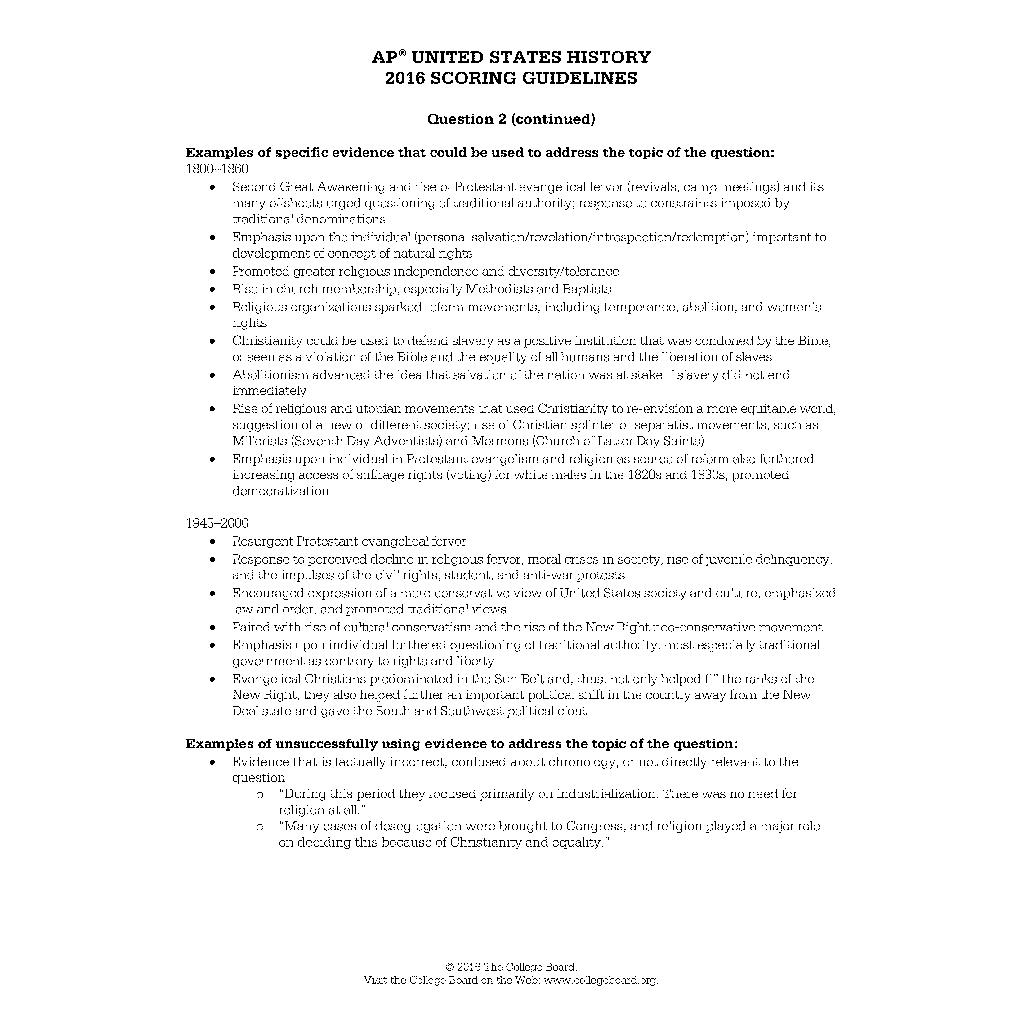 AP® UNITED STATES HISTORY
2016 SCORING GUIDELINES
Question 2 (continued)
Examples of specific evidence that could be used to address the topic of the question:
1800–1860
• Second Great Awakening and rise of Protestant evangelical fervor (revivals, camp meetings) and its
many offshoots urged questioning of traditional authority; response to constraints imposed by
traditional denominations
• Emphasis upon the individual (personal salvation/revelation/introspection/redemption) important to
development of concept of natural rights
• Promoted greater religious independence and diversity/tolerance
• Rise in church membership, especially Methodists and Baptists
• Religious organizations sparked reform movements, including temperance, abolition, and women's
rights
• Christianity could be used to defend slavery as a positive institution that was condoned by the Bible,
or seen as a violation of the Bible and the equality of all humans and the liberation of slaves
• Abolitionism advanced the idea that salvation of the nation was at stake if slavery did not end
immediately
• Rise of religious and utopian movements that used Christianity to re-envision a more equitable world,
suggestion of a new or different society; rise of Christian splinter or separatist movements, such as
Millerists (Seventh Day Adventists) and Mormons (Church of Latter Day Saints)
• Emphasis upon individual in Protestant evangelism and religion as source of reform also furthered
increasing access of suffrage rights (voting) for white males in the 1820s and 1830s, promoted
democratization
1945–2000
• Resurgent Protestant evangelical fervor
• Response to perceived decline in religious fervor, moral crises in society, rise of juvenile delinquency,
and the impulses of the civil rights, student, and anti-war protests
• Encouraged expression of a more conservative view of United States society and culture, emphasized
law and order, and promoted traditional views
• Paired with rise of cultural conservatism and the rise of the New Right neo-conservative movement
• Emphasis upon individual furthered questioning of traditional authority, most especially traditional
government as contrary to rights and liberty
• Evangelical Christians predominated in the Sun Belt and, thus, not only helped fill the ranks of the
New Right, they also helped further an important political shift in the country away from the New
Deal state and gave the South and Southwest political clout
Examples of unsuccessfully using evidence to address the topic of the question:
• Evidence that is factually incorrect, confused about chronology, or not directly relevant to the
question
o "During this period they focused primarily on industrialization. There was no need for
religion at all."
o "Many cases of desegregation were brought to Congress, and religion played a major role
on deciding this because of Christianity and equality."
© 2016 The College Board.
Visit the College Board on the Web: www.collegeboard.org.